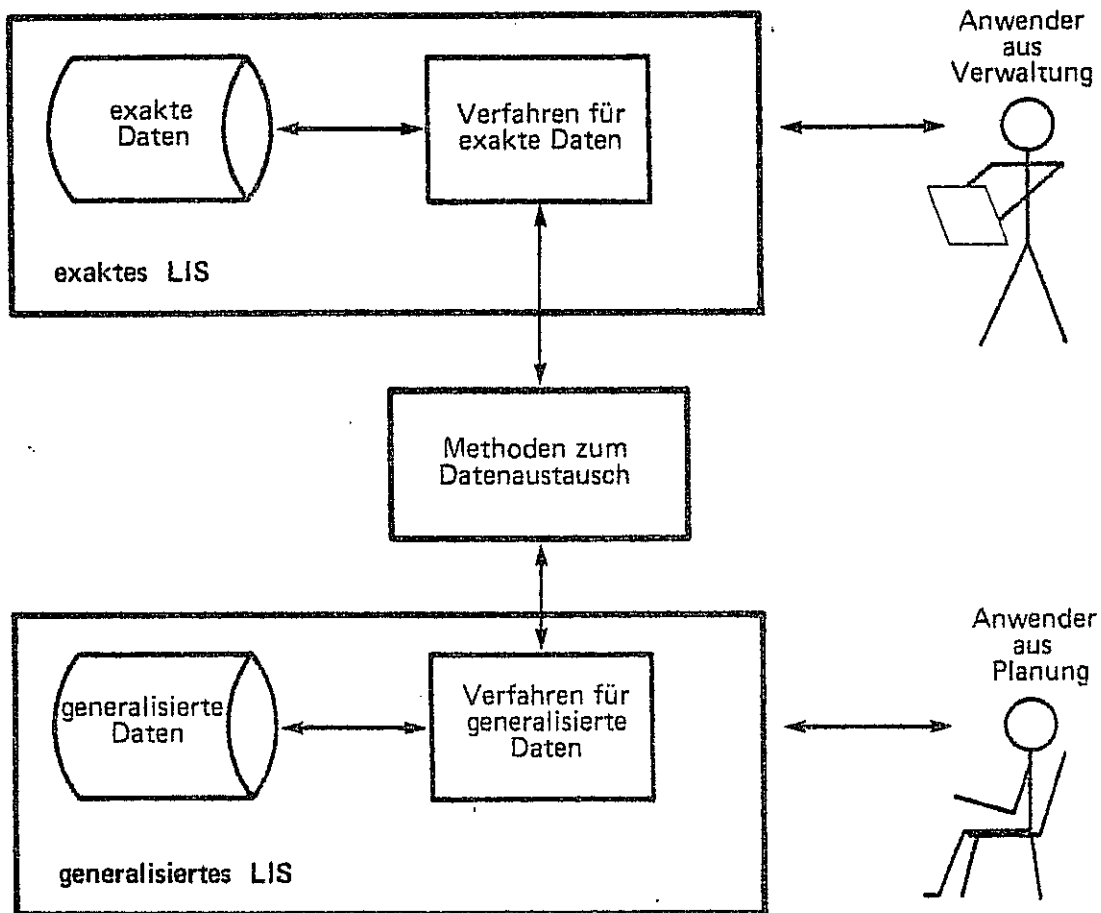 Anwender
aus
Verwaltung
exakte
Daten
Verfahren für
exakte Daten
exaktes LIS
Methoden zum
Datenaustausch
Anwender
aus
Planung
generalisierte
Daten
Verfahren für
generalisierte
Daten
generalisiertes LIS